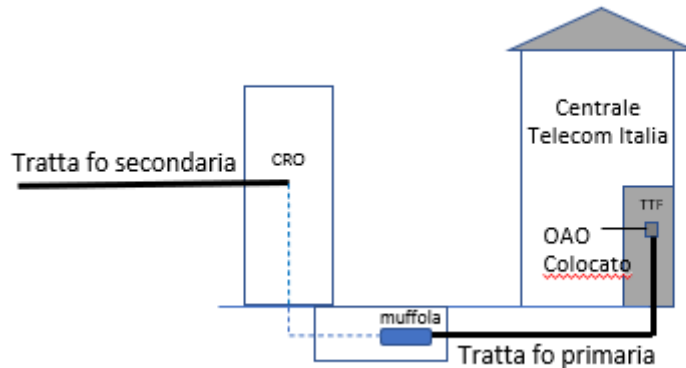 Centrale
Telecom Italia
Tratta fo secondaria
CRO
TTF
OAO
Colocato
muffola
Tratta fo primaria